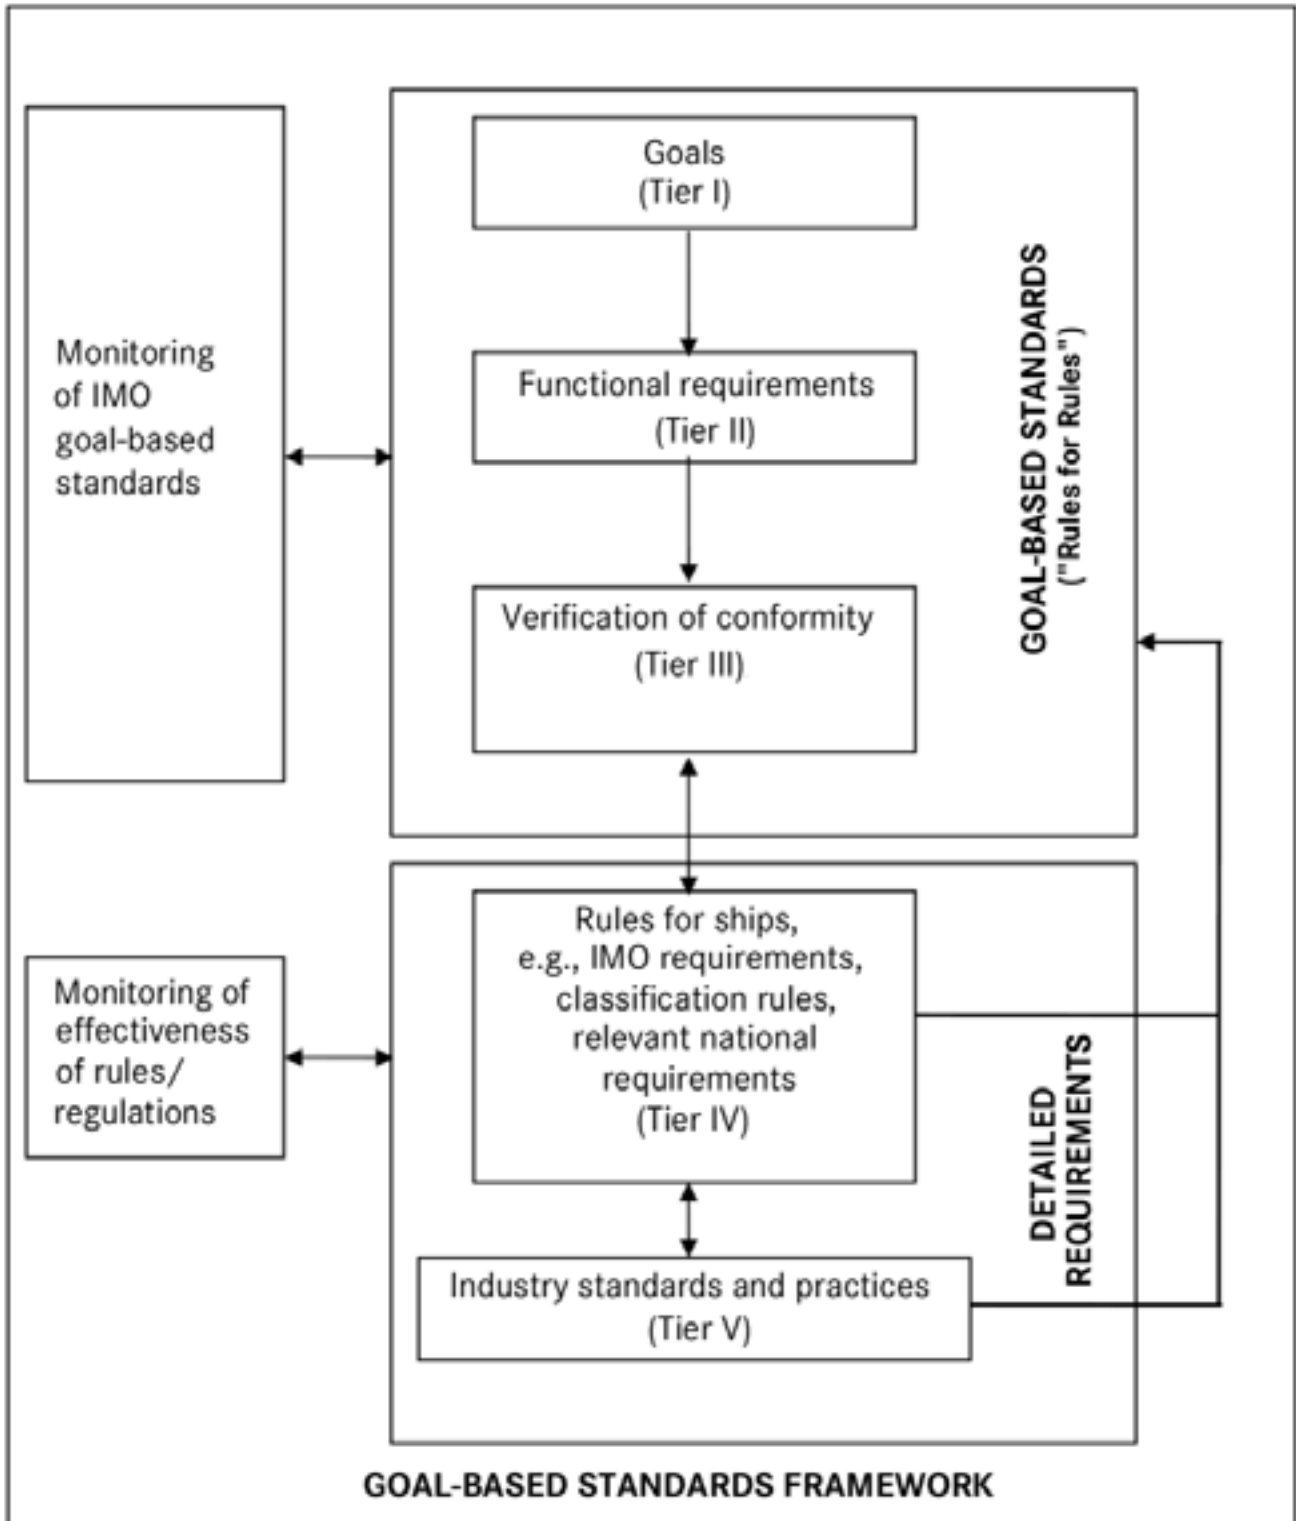 Goals
(Tier I)
Functional requirements
(Tier II)
Verification of conformity
(Tier III)
GOAL-BASED STANDARDS
("Rules for Rules")
Monitoring
of IMO
goal-based
standards
Rules for ships,
e.g., IMO requirements,
classification rules,
relevant national
requirements
(Tier IV)
Monitoring of
effectiveness
of rules/
regulations
DETAILED
REQUIREMENTS
Industry standards and practices
(Tier V)
GOAL-BASED STANDARDS FRAMEWORK